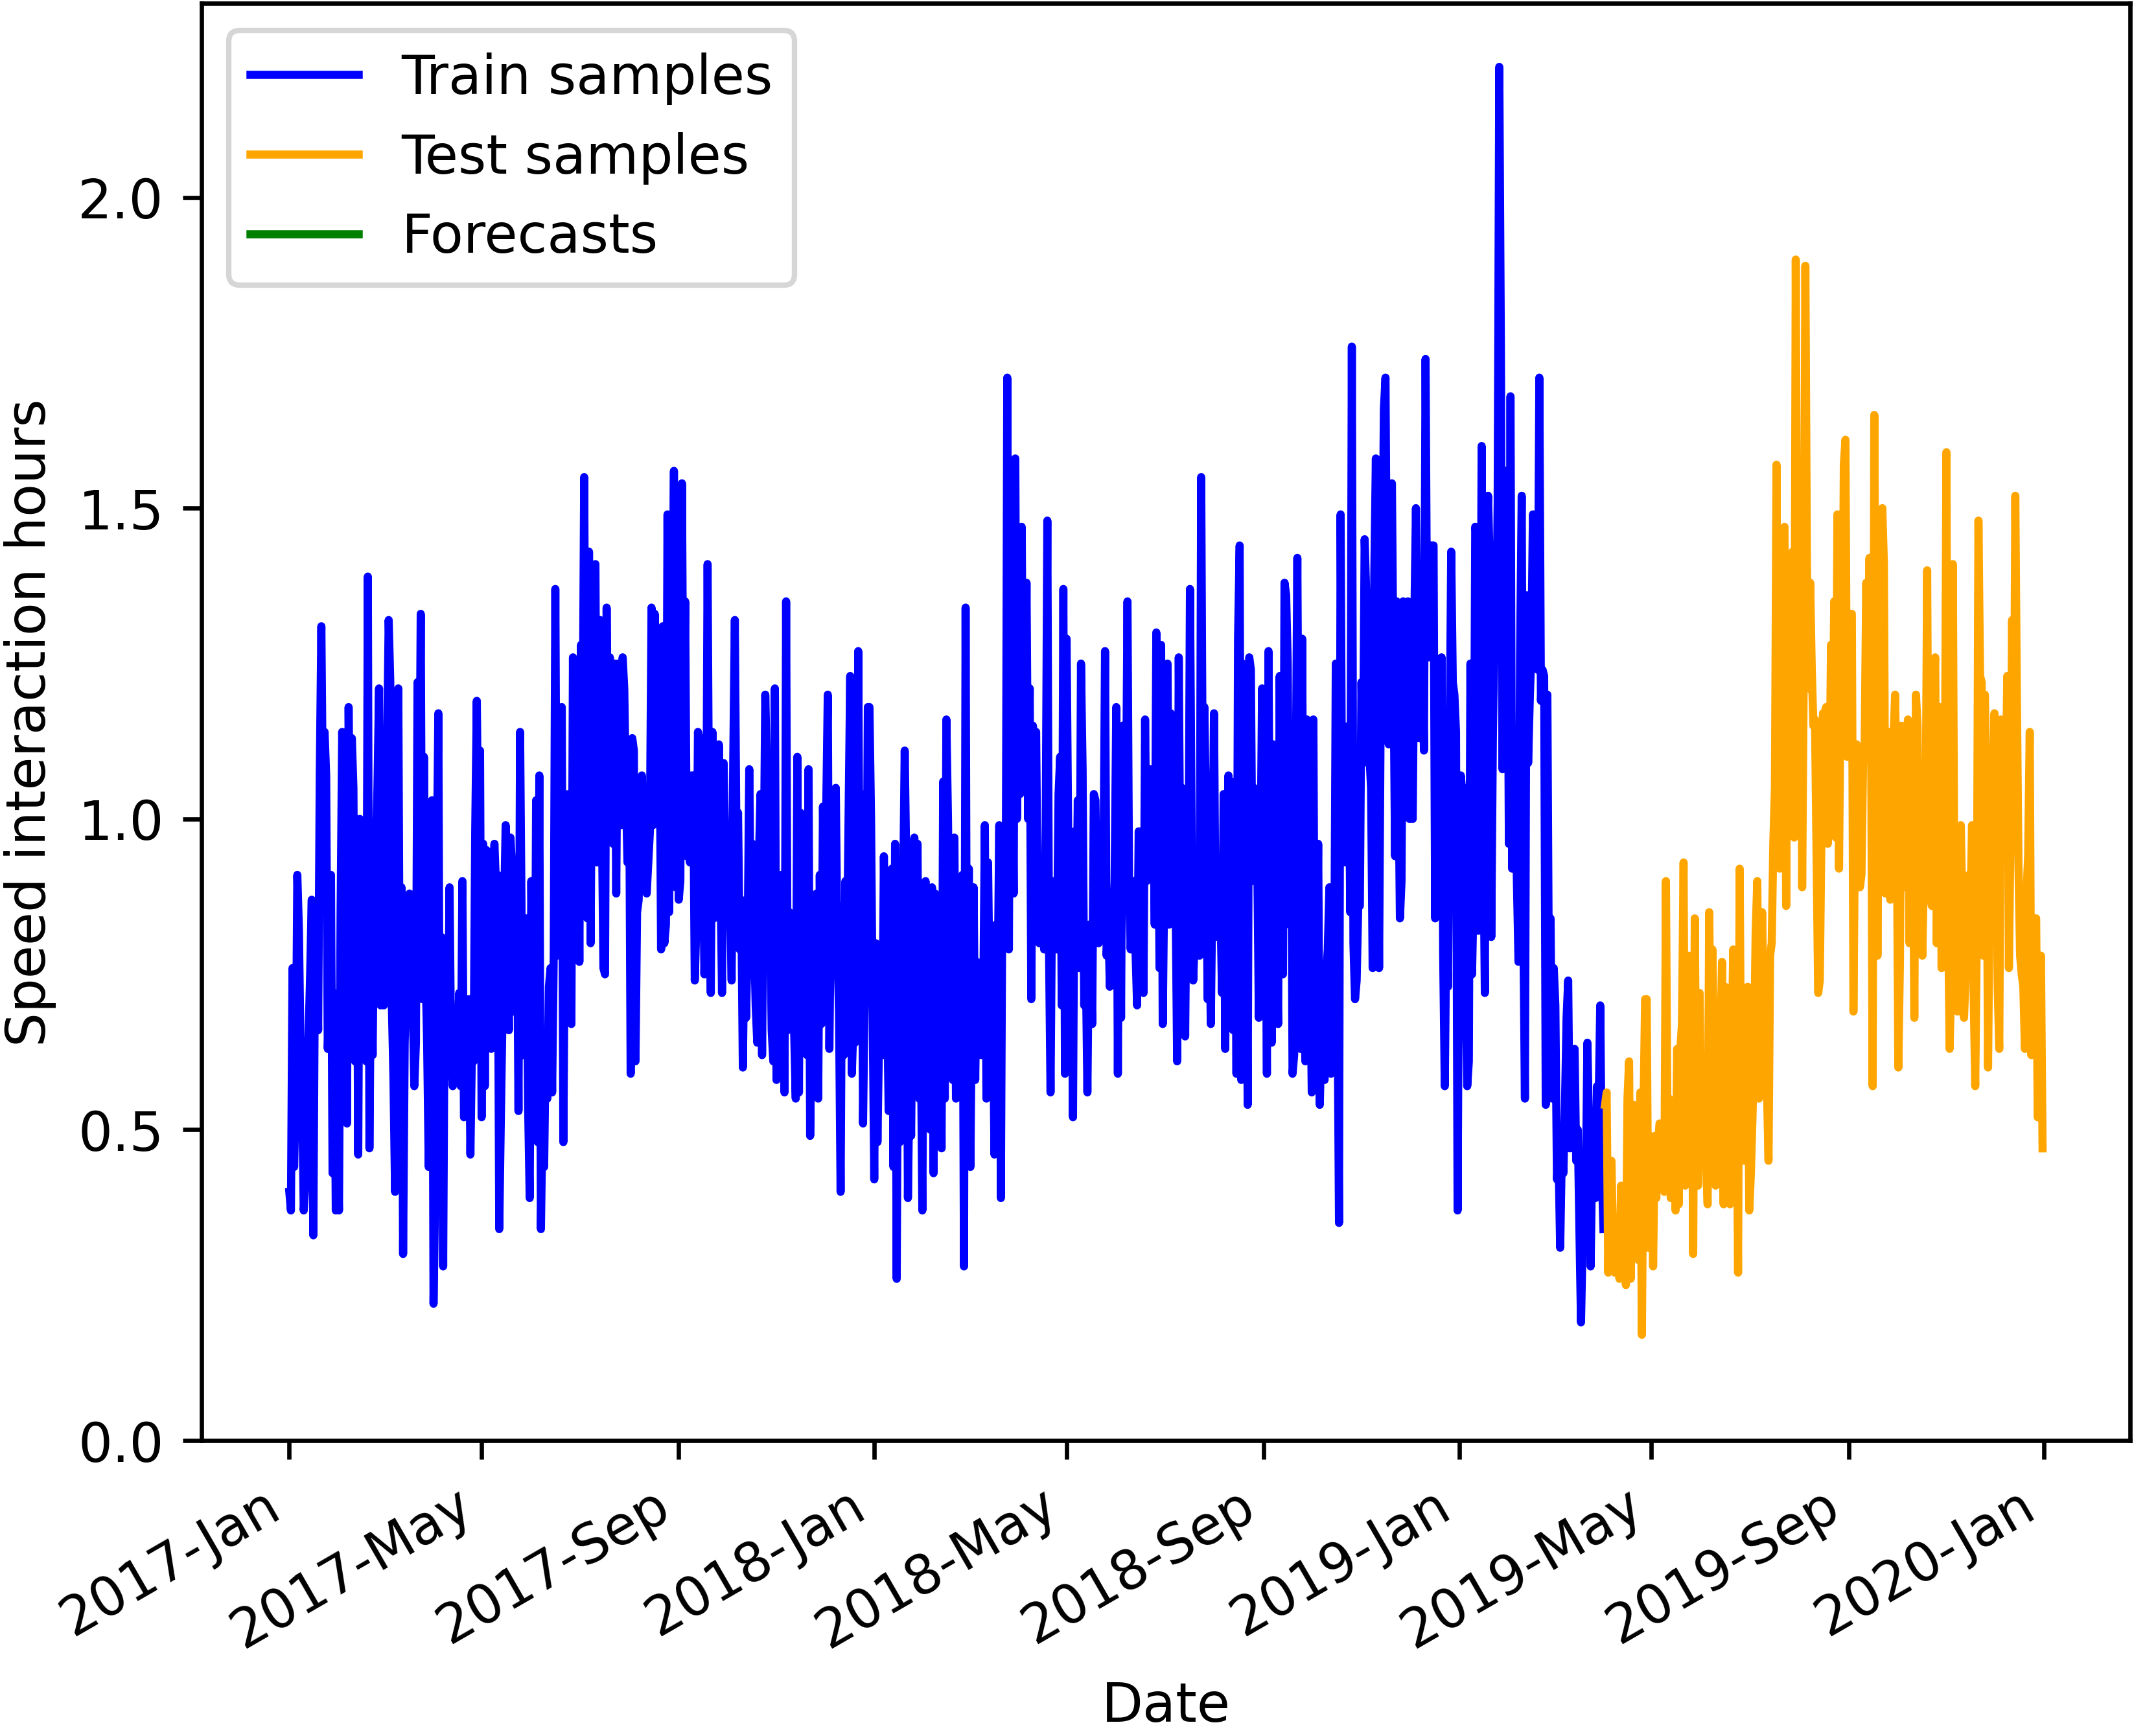 Train samples
Test samples
Forecasts
Speed interaction hours
2.0
1.5
1.0
0.5
0.0
2017-Jan
2017-May
2017-Sep
2018-Jan
2018-May
2018-Sep
2019-Jan
2019-May
2019-Sep
2020-Jan
Date